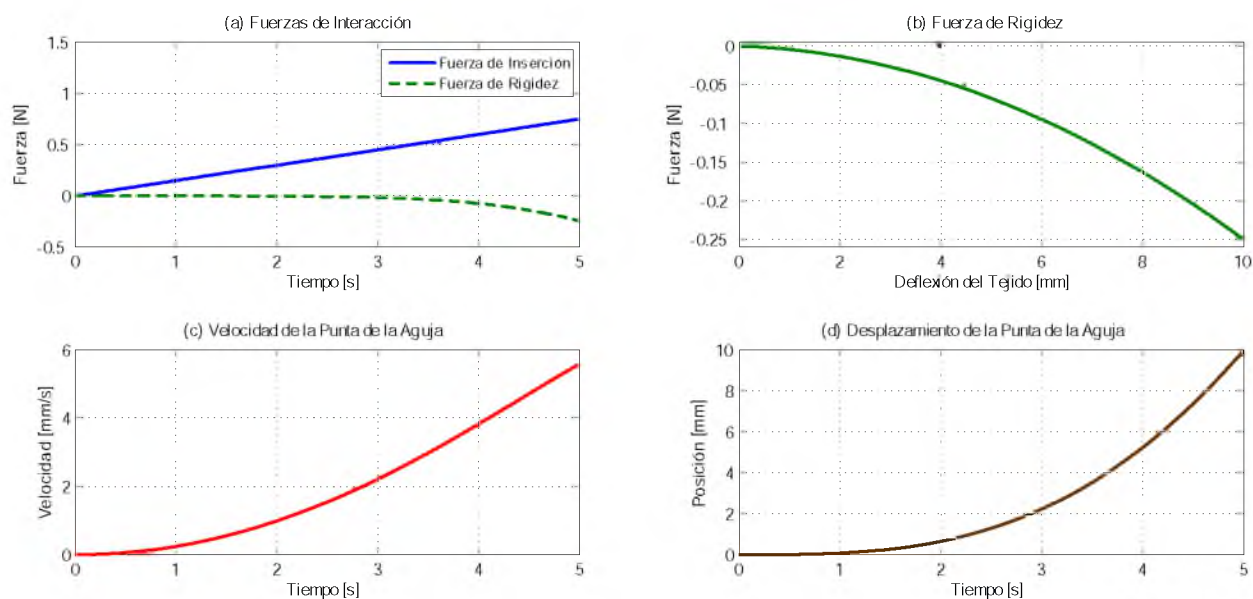 (a) Fuerzas de Interacción
1.5
1
0.5
0
-0.5
0 1 2 3 4 5
Fuerza [N]
Tiempo [s]
Fuerza de Inserción
Fuerza de Rigidez
(b) Fuerza de Rigidez
0
-0.05
-0.1
-0.15
-0.2
-0.25
0 2 4 6 8 10
Fuerza [N]
Deflexión del Tejido [mm]
(c) Velocidad de la Punta de la Aguja
6
4
2
0
0 1 2 3 4 5
Velocidad [mm/s]
Tiempo [s]
(d) Desplazamiento de la Punta de la Aguja
10
8
6
4
2
0
0 1 2 3 4 5
Posición [mm]
Tiempo [s]